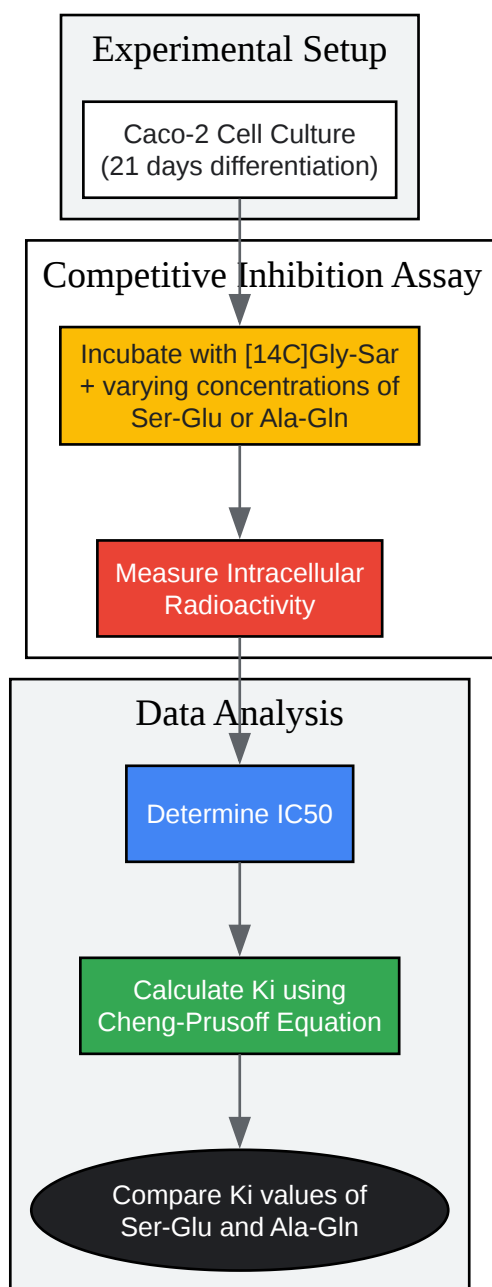 Experimental Setup
Caco-2 Cell Culture
(21 days differentiation)
Competitive Inhibition Assay
Incubate with [14C]Gly-Sar
+ varying concentrations of
Ser-Glu or Ala-Gln
Measure Intracellular
Radioactivity
Data Analysis
Determine IC50
Calculate Ki using
Cheng-Prusoff Equation
Compare Ki values of
Ser-Glu and Ala-Gln